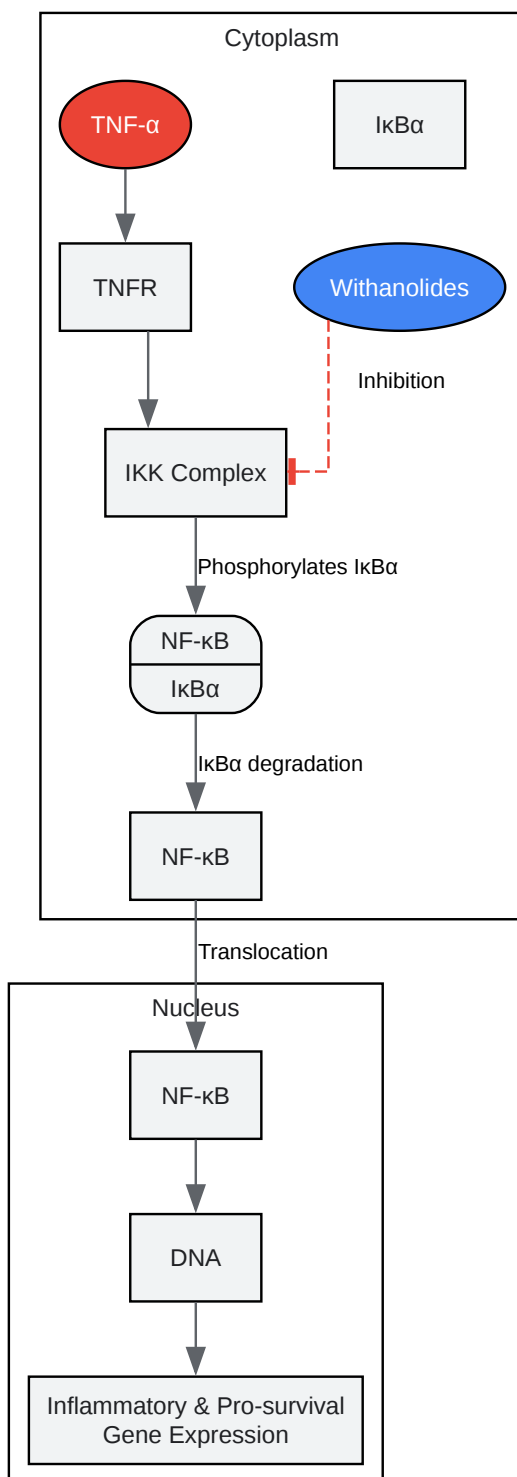 Cytoplasm
TNF-α
IκBα
TNFR
Withanolides
Inhibition
IKK Complex
Phosphorylates IκBα
NF-κB
IκBα
IκBα degradation
NF-κB
Translocation
Nucleus
NF-κB
DNA
Inflammatory & Pro-survival
Gene Expression